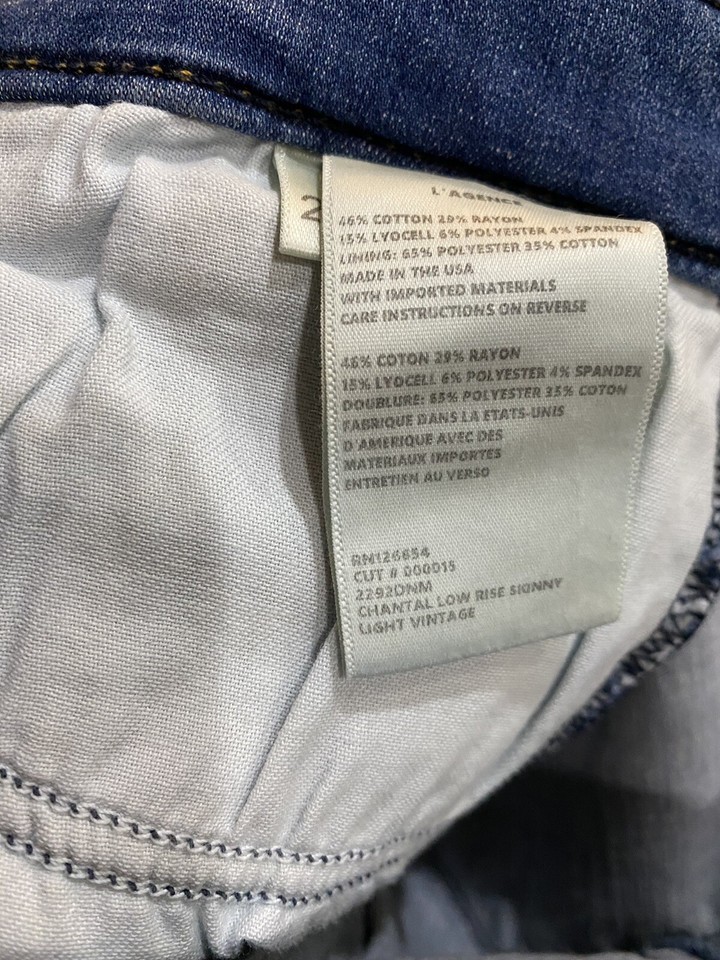 L'AGENCE
46% COTTON 29% RAYON
15% LYOCELL 6% POLYESTER 4% SPANDEX
LINING: 65% POLYESTER 35% COTTON
MADE IN THE USA
WITH IMPORTED MATERIALS
CARE INSTRUCTIONS ON REVERSE
46% COTON 29% RAYON
15% LYOCELL 6% POLYESTER 4% SPANDEX
DOUBLURE: 65% POLYESTER 35% COTON
FABRIQUE DANS LA ETATS-UNIS
D'AMERIQUE AVEC DES
MATERIAUX IMPORTES
ENTRETIEN AU VERSO
RN126654
CUT # 000015
2292DNM
CHANTAL LOW RISE SKINNY
LIGHT VINTAGE